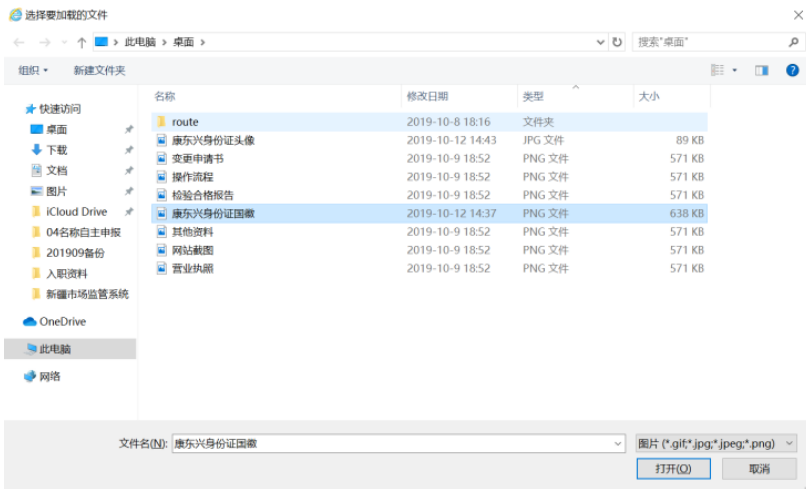 选择要加载的文件
此电脑 > 桌面 >
搜索"桌面"
组织 新建文件夹
名称 修改日期 类型 大小
快速访问
桌面
下载
文档
图片
iCloud Drive
04名称自主申报
201909备份
入职资料
新疆市场监管系统
OneDrive
此电脑
网络
route 2019-10-8 18:16 文件夹
康东兴身份证头像 2019-10-12 14:43 JPG 文件 89 KB
变更申请书 2019-10-9 18:52 PNG 文件 571 KB
操作流程 2019-10-9 18:52 PNG 文件 571 KB
检验合格报告 2019-10-9 18:52 PNG 文件 571 KB
康东兴身份证国徽 2019-10-12 14:37 PNG 文件 638 KB
其他资料 2019-10-9 18:52 PNG 文件 571 KB
网站截图 2019-10-9 18:52 PNG 文件 571 KB
营业执照 2019-10-9 18:52 PNG 文件 571 KB
文件名(N): 康东兴身份证国徽 图片 (*.gif;*.jpg;*.jpeg;*.png)
打开(O) 取消